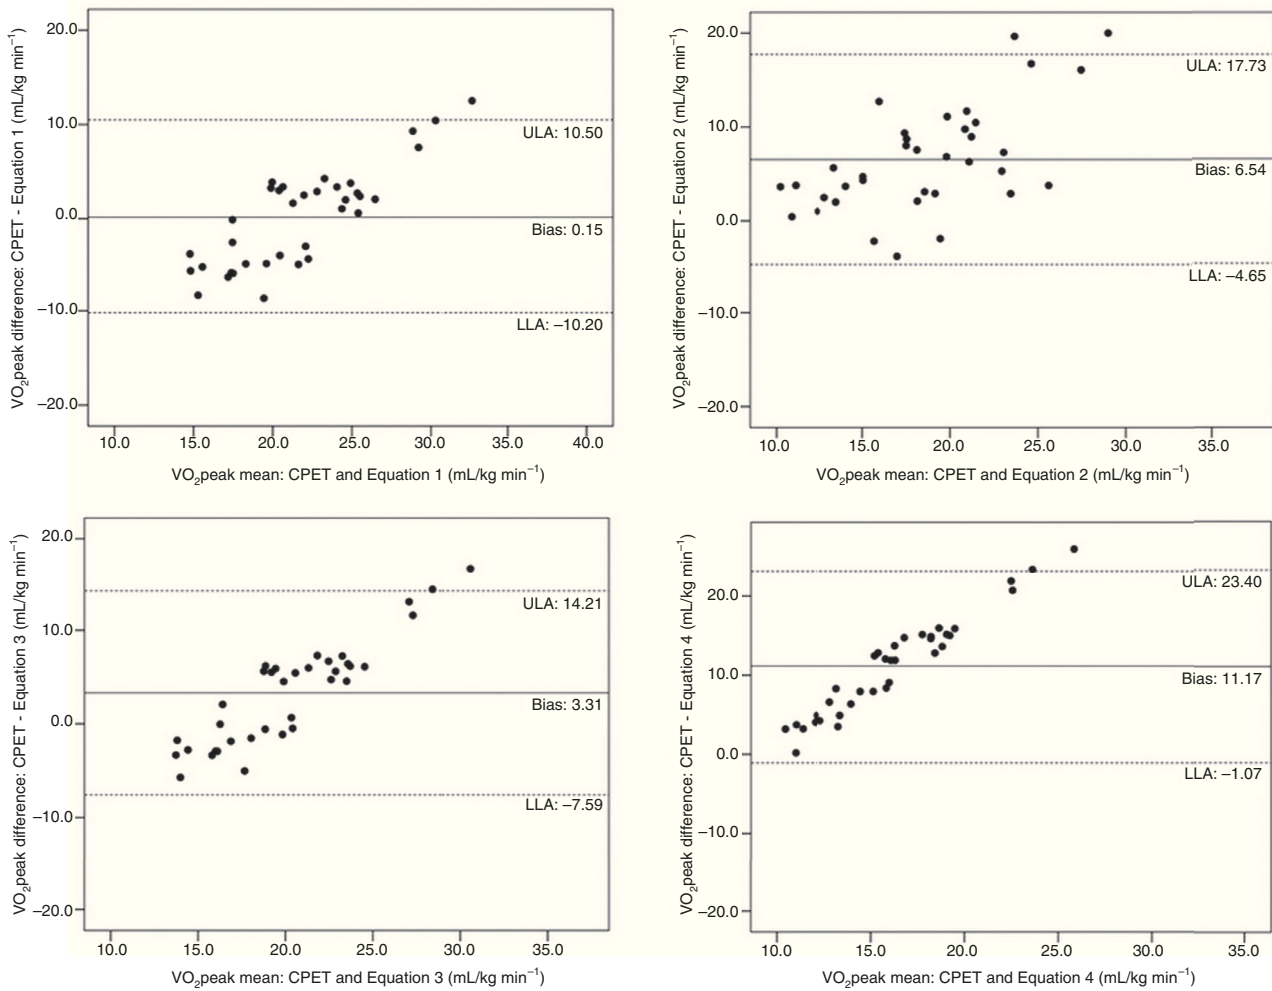 VO2peak difference: CPET - Equation 1 (mL/kg min−1)
20.0
10.0
0.0
−10.0
−20.0
ULA: 10.50
Bias: 0.15
LLA: −10.20
10.0 15.0 20.0 25.0 30.0 35.0 40.0
VO2peak mean: CPET and Equation 1 (mL/kg min−1)
VO2peak difference: CPET - Equation 2 (mL/kg min−1)
20.0
10.0
0.0
−10.0
−20.0
ULA: 17.73
Bias: 6.54
LLA: −4.65
10.0 15.0 20.0 25.0 30.0 35.0
VO2peak mean: CPET and Equation 2 (mL/kg min−1)
VO2peak difference: CPET - Equation 3 (mL/kg min−1)
20.0
10.0
0.0
−10.0
−20.0
ULA: 14.21
Bias: 3.31
LLA: −7.59
10.0 15.0 20.0 25.0 30.0 35.0
VO2peak mean: CPET and Equation 3 (mL/kg min−1)
VO2peak difference: CPET - Equation 4 (mL/kg min−1)
20.0
10.0
0.0
−10.0
−20.0
ULA: 23.40
Bias: 11.17
LLA: −1.07
10.0 15.0 20.0 25.0 30.0 35.0
VO2peak mean: CPET and Equation 4 (mL/kg min−1)